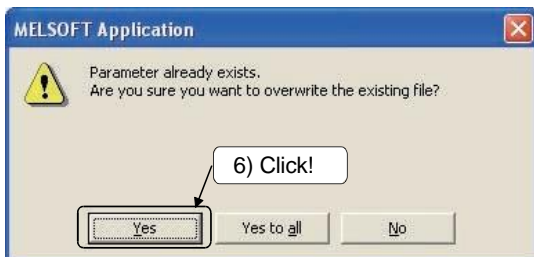 MELSOFT Application
Parameter already exists.
Are you sure you want to overwrite the existing file?
6) Click!
Yes
Yes to all
No